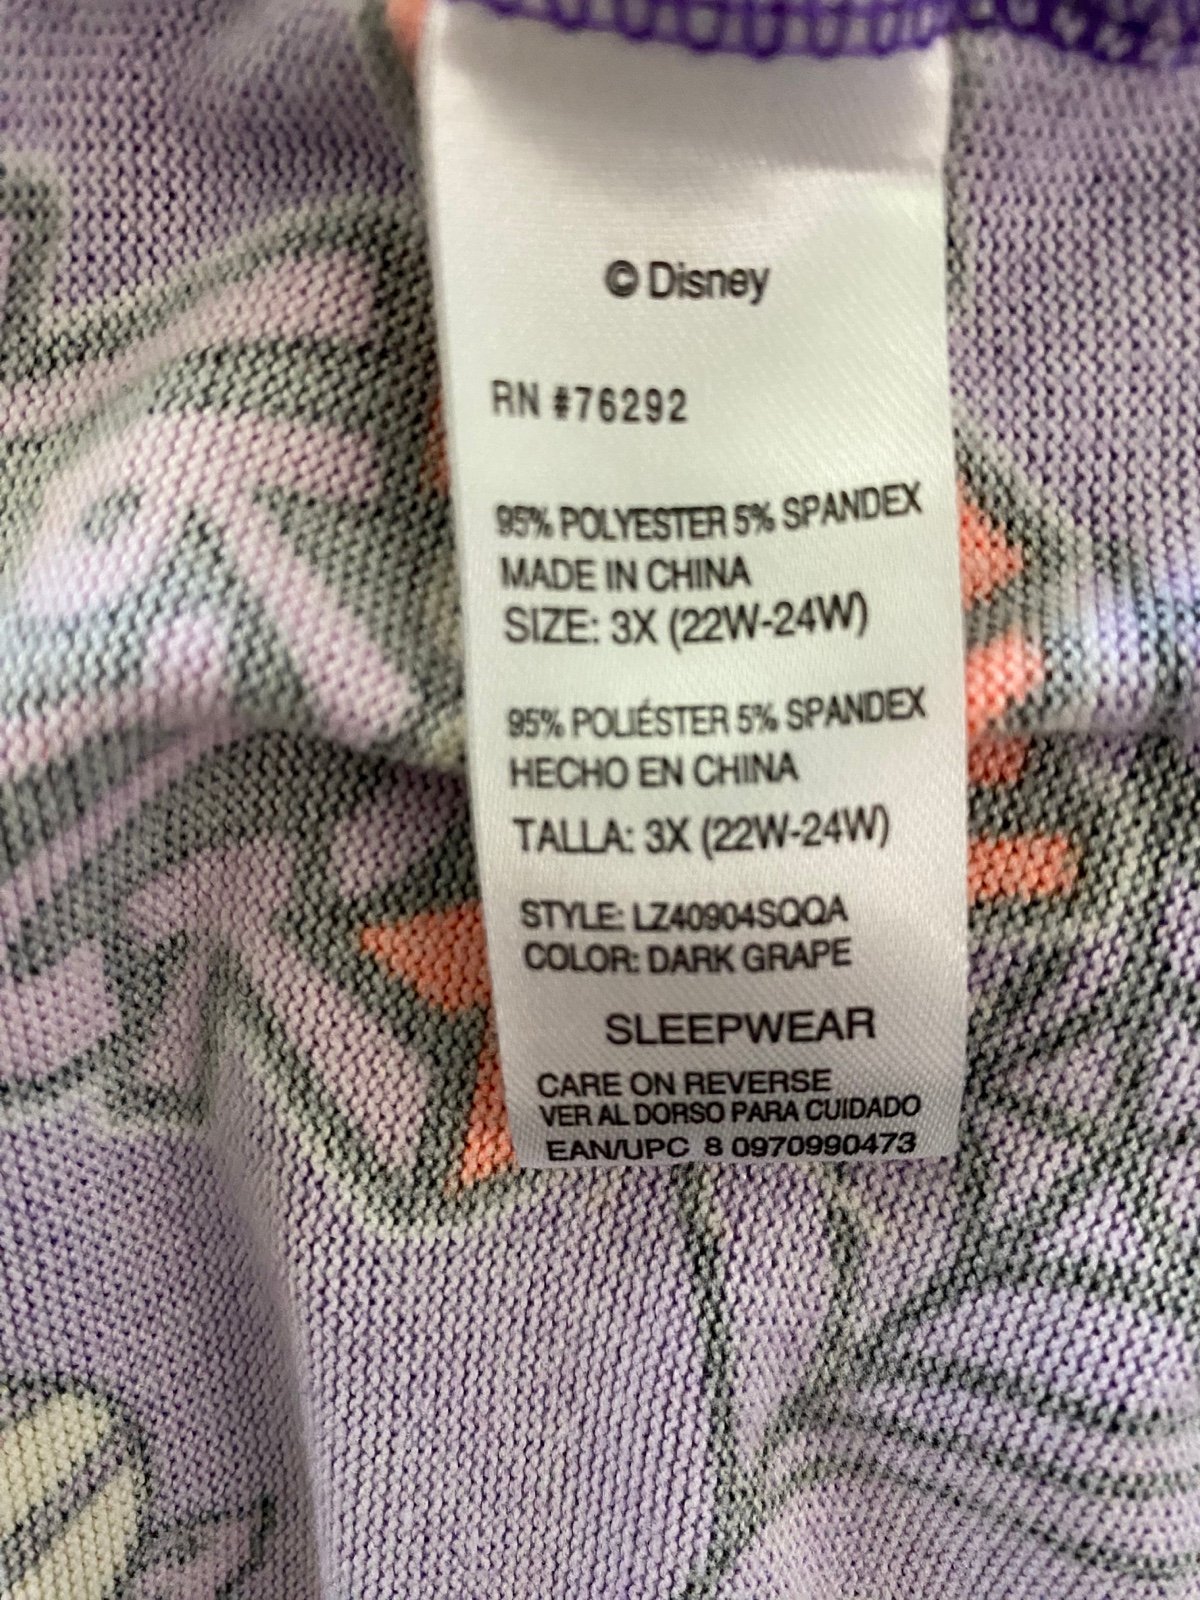 © Disney
RN #76292
95% POLYESTER 5% SPANDEX
MADE IN CHINA
SIZE: 3X (22W-24W)
95% POLIÉSTER 5% SPANDEX
HECHO EN CHINA
TALLA: 3X (22W-24W)
STYLE: LZ40904SQQA
COLOR: DARK GRAPE
SLEEPWEAR
CARE ON REVERSE
VER AL DORSO PARA CUIDADO
EAN/UPC 8 0970990473